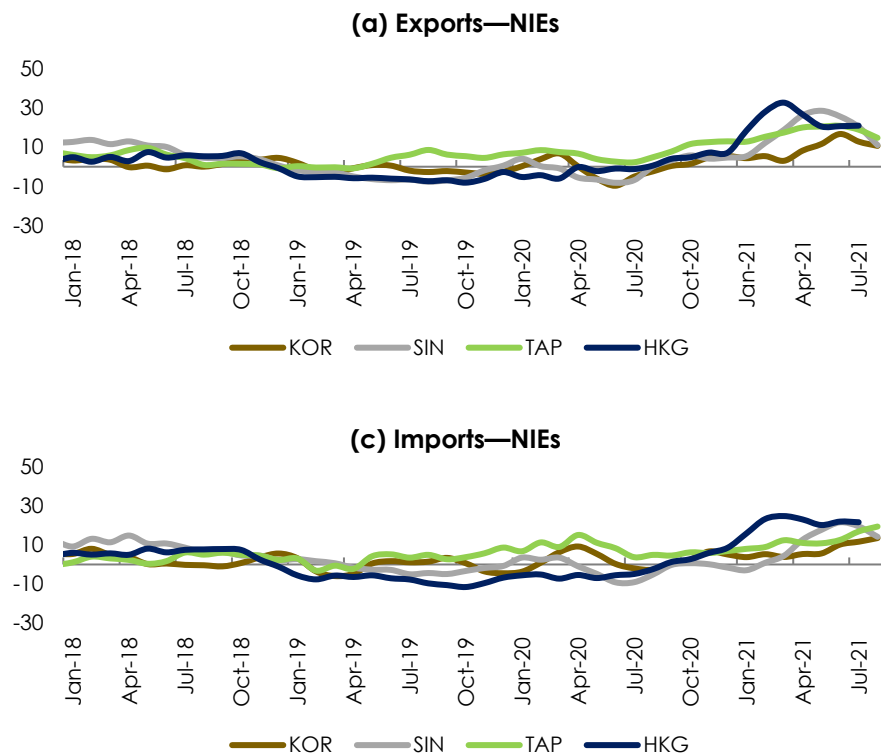 (a) Exports—NIEs
50
30
10
-10
-30
Jan-18 Apr-18 Jul-18 Oct-18 Jan-19 Apr-19 Jul-19 Oct-19 Jan-20 Apr-20 Jul-20 Oct-20 Jan-21 Apr-21 Jul-21
KOR SIN TAP HKG
(c) Imports—NIEs
50
30
10
-10
-30
Jan-18 Apr-18 Jul-18 Oct-18 Jan-19 Apr-19 Jul-19 Oct-19 Jan-20 Apr-20 Jul-20 Oct-20 Jan-21 Apr-21 Jul-21
KOR SIN TAP HKG